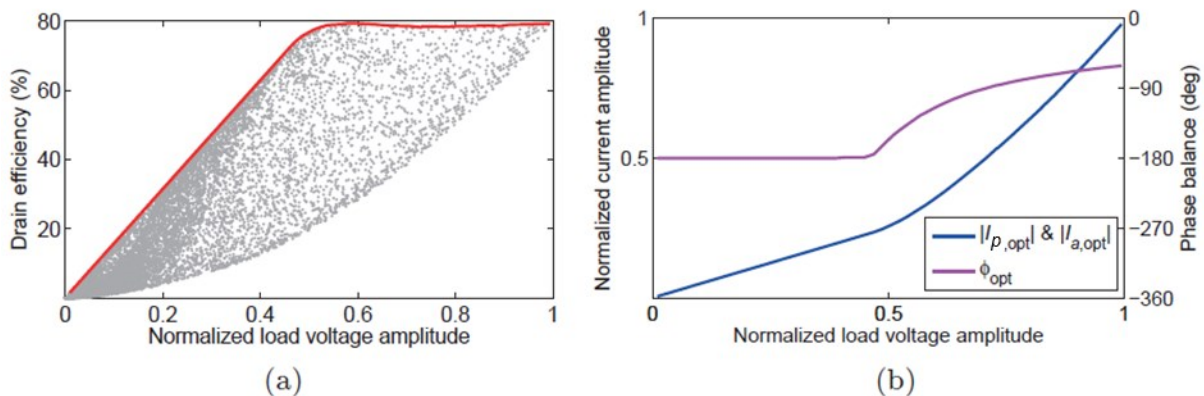 80
60
40
20
0
0.2
0.4
0.6
0.8
1
Drain efficiency (%)
Normalized load voltage amplitude
(a)
1
0.5
0
0
0.5
1
Normalized current amplitude
Normalized load voltage amplitude
0
−90
−180
−270
−360
Phase balance (deg)
|I_p,opt| & |I_a,opt|
ϕ_opt
(b)